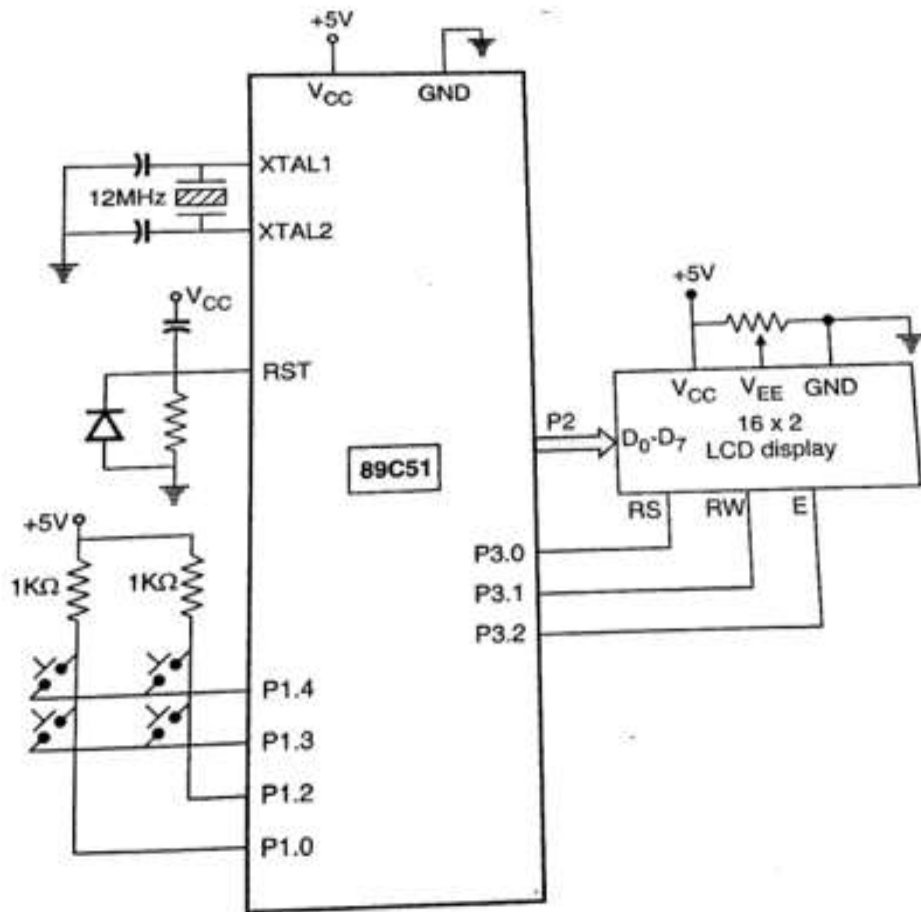 +5V
VCC
GND
XTAL1
12MHz
XTAL2
VCC
RST
+5V
VCC
VEE
GND
P2
D0-D7
16 x 2
LCD display
89C51
RS
RW
E
+5V
1KΩ
1KΩ
P3.0
P3.1
P3.2
P1.4
P1.3
P1.2
P1.0